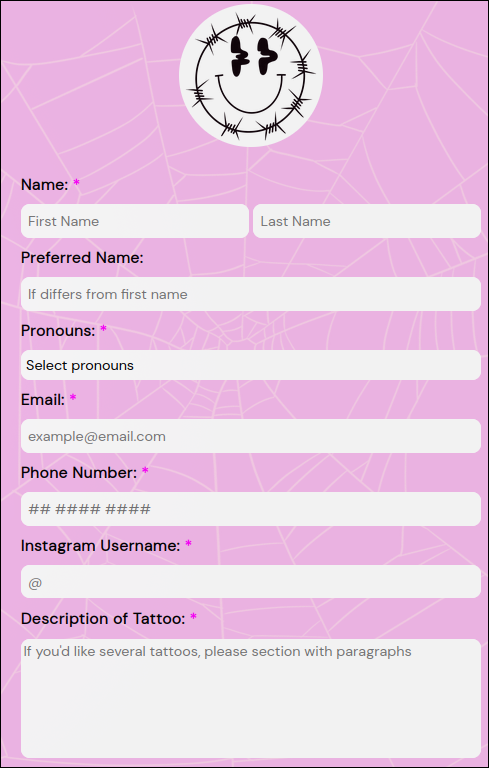 Name: *
First Name Last Name
Preferred Name:
If differs from first name
Pronouns: *
Select pronouns
Email: *
example@email.com
Phone Number: *
## #### ####
Instagram Username: *
@
Description of Tattoo: *
If you'd like several tattoos, please section with paragraphs